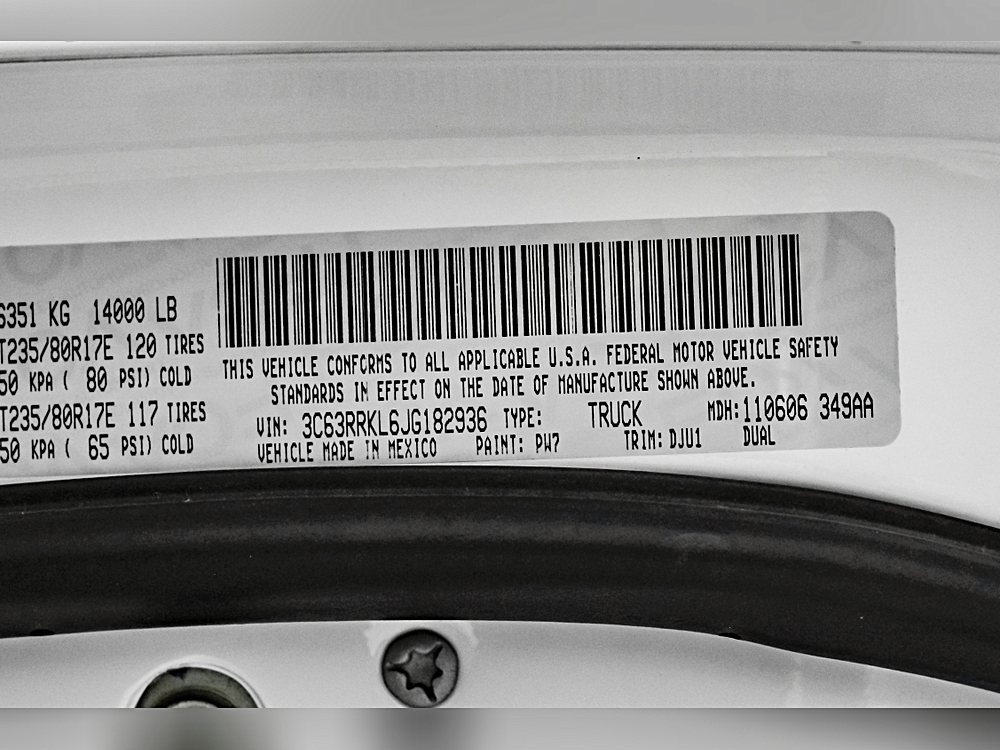 6351 KG 14000 LB
T235/80R17E 120 TIRES
50 KPA ( 80 PSI) COLD
T235/80R17E 117 TIRES
50 KPA ( 65 PSI) COLD
THIS VEHICLE CONFORMS TO ALL APPLICABLE U.S.A. FEDERAL MOTOR VEHICLE SAFETY
STANDARDS IN EFFECT ON THE DATE OF MANUFACTURE SHOWN ABOVE.
VIN: 3C63RRKL6JG182936 TYPE: TRUCK MDH: 110606 349AA
VEHICLE MADE IN MEXICO PAINT: PW7 TRIM: DJU1 DUAL